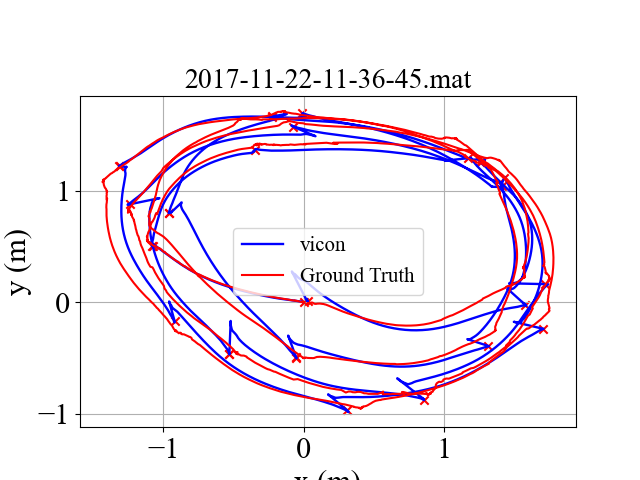 2017-11-22-11-36-45.mat
y (m)
1
0
−1
vicon
Ground Truth
−1
0
1
x (m)